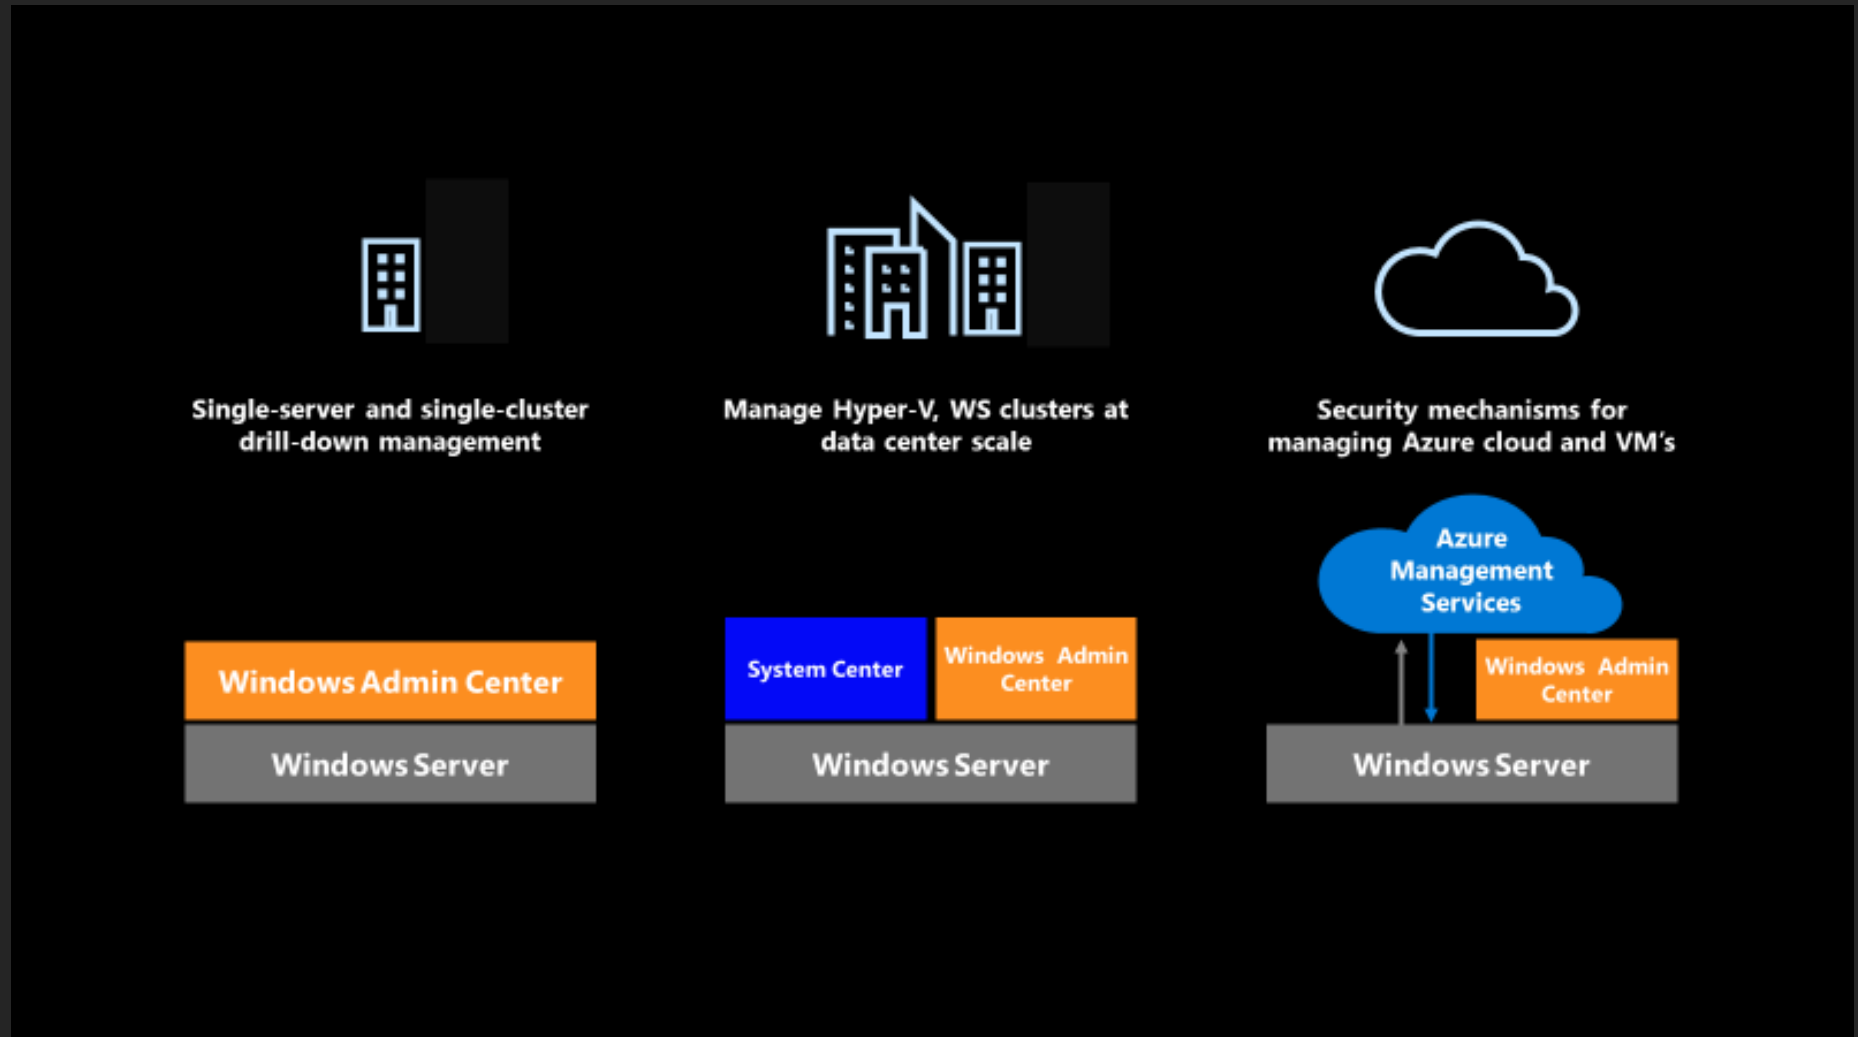 Single-server and single-cluster
drill-down management
Windows Admin Center
Windows Server
Manage Hyper-V, WS clusters at
data center scale
System Center
Windows Admin
Center
Windows Server
Security mechanisms for
managing Azure cloud and VM's
Azure
Management
Services
Windows Admin
Center
Windows Server